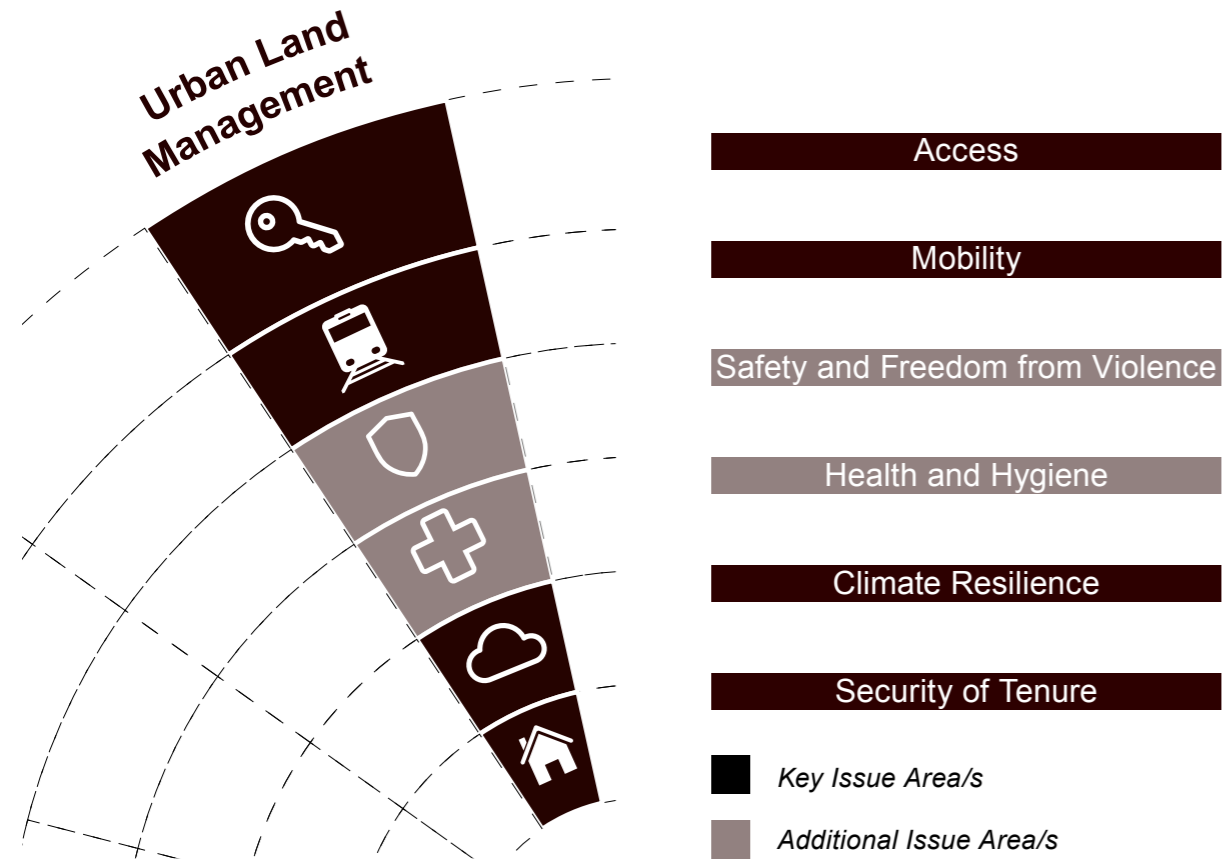 Urban Land
Management
Access
Mobility
Safety and Freedom from Violence
Health and Hygiene
Climate Resilience
Security of Tenure
Key Issue Area/s
Additional Issue Area/s